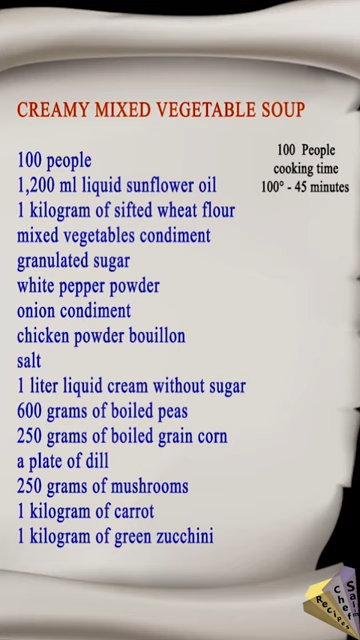 CREAMY MIXED VEGETABLE SOUP
100 People
cooking time
100° - 45 minutes
100 people
1,200 ml liquid sunflower oil
1 kilogram of sifted wheat flour
mixed vegetables condiment
granulated sugar
white pepper powder
onion condiment
chicken powder bouillon
salt
1 liter liquid cream without sugar
600 grams of boiled peas
250 grams of boiled grain corn
a plate of dill
250 grams of mushrooms
1 kilogram of carrot
1 kilogram of green zucchini
Recipes
Chef